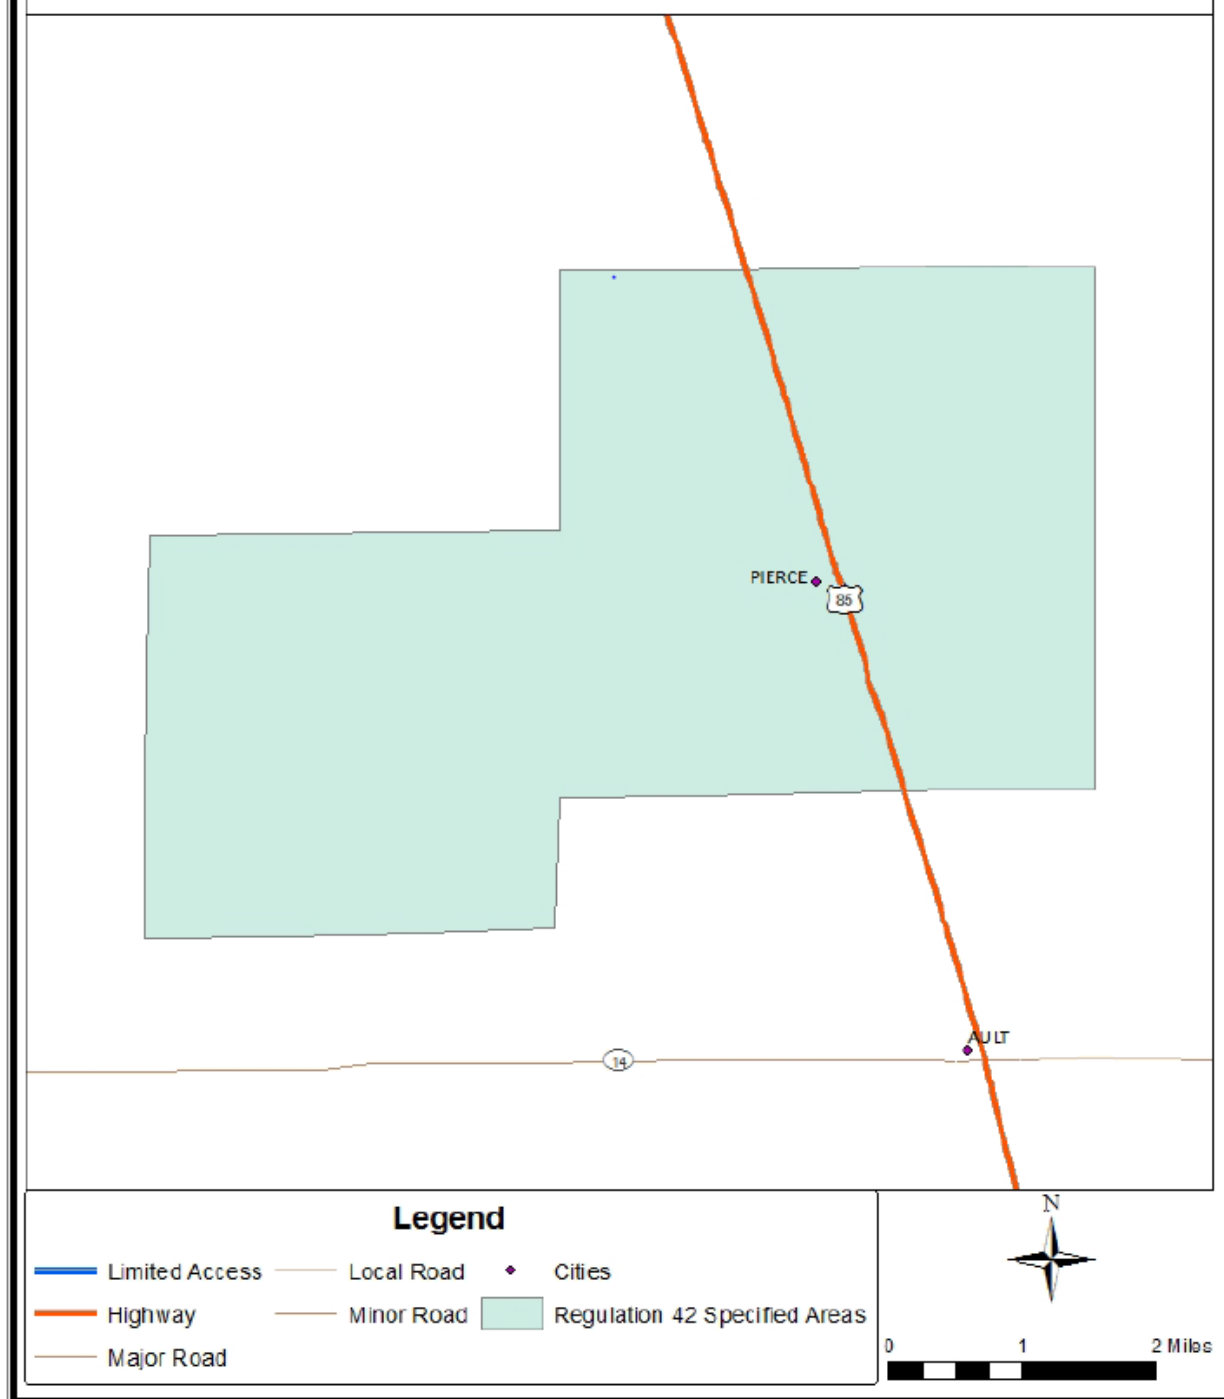 PIERCE
85
AULT
14
N
Legend
Limited Access
Local Road
Cities
Highway
Minor Road
Regulation 42 Specified Areas
Major Road
0 1 2 Miles